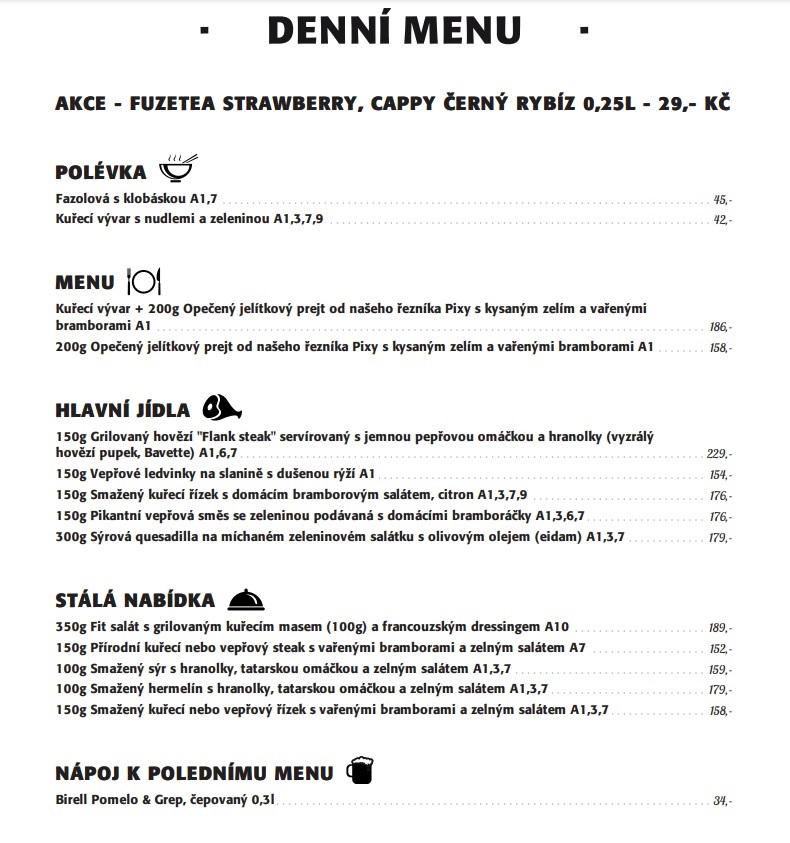 DENNÍ MENU
AKCE - FUZETEA STRAWBERRY, CAPPY ČERNÝ RYBÍZ 0,25L - 29,- KČ
POLÉVKA
Fazolová s klobáskou A1,7 45,-
Kuřecí vývar s nudlemi a zeleninou A1,3,7,9 42,-
MENU
Kuřecí vývar + 200g Opečený jelítkový prejt od našeho řezníka Pixy s kysaným zelím a vařenými
bramborami A1 186,-
200g Opečený jelítkový prejt od našeho řezníka Pixy s kysaným zelím a vařenými bramborami A1 158,-
HLAVNÍ JÍDLA
150g Grilovaný hovězí "Flank steak" servírovaný s jemnou pepřovou omáčkou a hranolky (vyzrálý
hovězí pupek, Bavette) A1,6,7 229,-
150g Vepřové ledvinky na slanině s dušenou rýží A1 154,-
150g Smažený kuřecí řízek s domácím bramborovým salátem, citron A1,3,7,9 176,-
150g Pikantní vepřová směs se zeleninou podávaná s domácími bramboráčky A1,3,6,7 176,-
300g Sýrová quesadilla na míchaném zeleninovém salátku s olivovým olejem (eidam) A1,3,7 179,-
STÁLÁ NABÍDKA
350g Fit salát s grilovaným kuřecím masem (100g) a francouzským dressingem A10 189,-
150g Přírodní kuřecí nebo vepřový steak s vařenými bramborami a zelným salátem A7 152,-
100g Smažený sýr s hranolky, tatarskou omáčkou a zelným salátem A1,3,7 159,-
100g Smažený hermelín s hranolky, tatarskou omáčkou a zelným salátem A1,3,7 179,-
150g Smažený kuřecí nebo vepřový řízek s vařenými bramborami a zelným salátem A1,3,7 158,-
NÁPOJ K POLEDNÍMU MENU
Birell Pomelo & Grep, čepovaný 0,3l 34,-